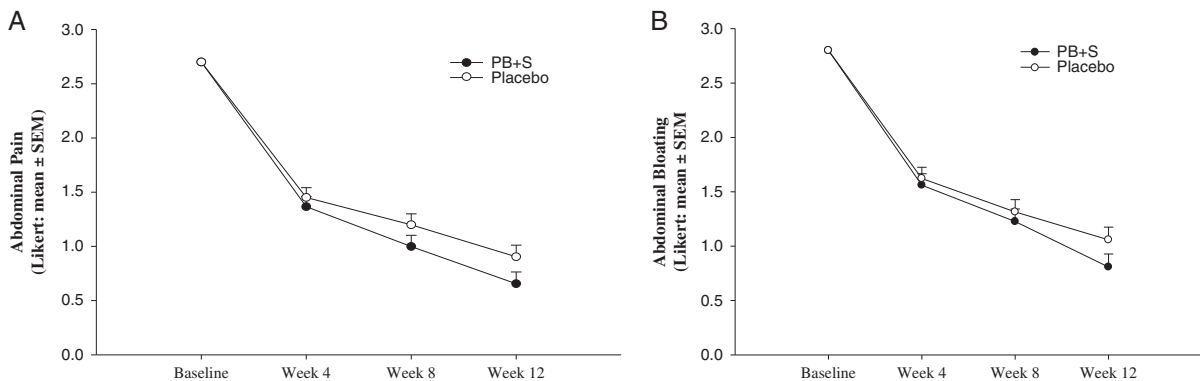 A
3.0
2.5
2.0
1.5
1.0
0.5
0.0
Abdominal Pain
(Likert: mean ± SEM)
PB+S
Placebo
Baseline Week 4 Week 8 Week 12
B
3.0
2.5
2.0
1.5
1.0
0.5
0.0
Abdominal Bloating
(Likert: mean ± SEM)
PB+S
Placebo
Baseline Week 4 Week 8 Week 12